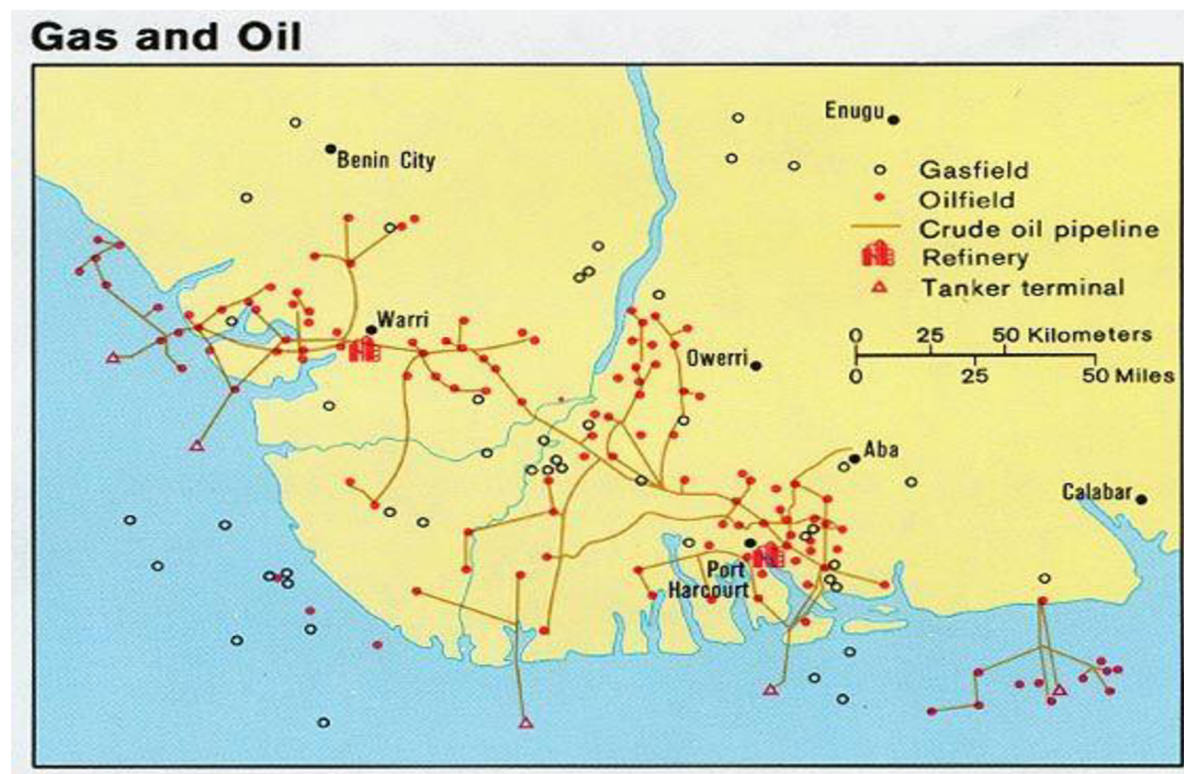 Gas and Oil
Enugu
Benin City
Gasfield
Oilfield
Crude oil pipeline
Refinery
Tanker terminal
Warri
0 25 50 Kilometers
0 25 50 Miles
Owerri
Aba
Calabar
Port
Harcourt